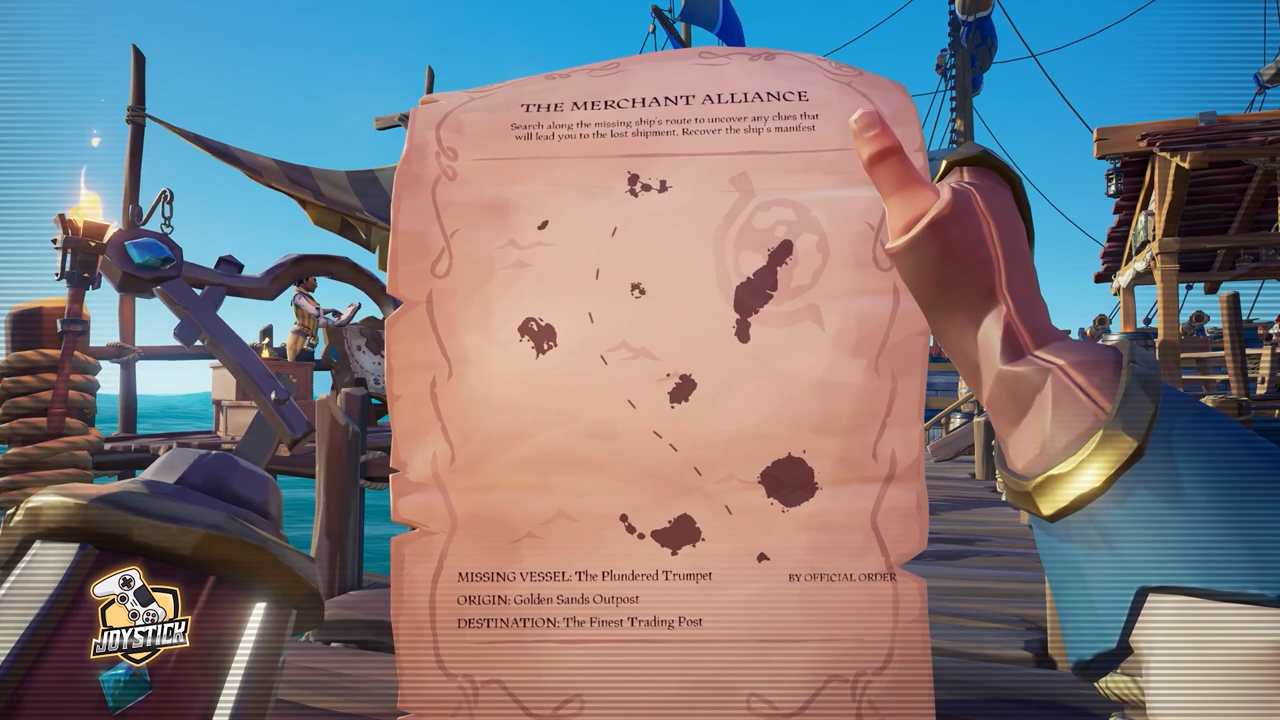 THE MERCHANT ALLIANCE
Search along the missing ship's route to uncover any clues that
will lead you to the lost shipment. Recover the ship's manifest
MISSING VESSEL: The Plundered Trumpet
BY OFFICIAL ORDER
ORIGIN: Golden Sands Outpost
DESTINATION: The Finest Trading Post
JOYSTICK